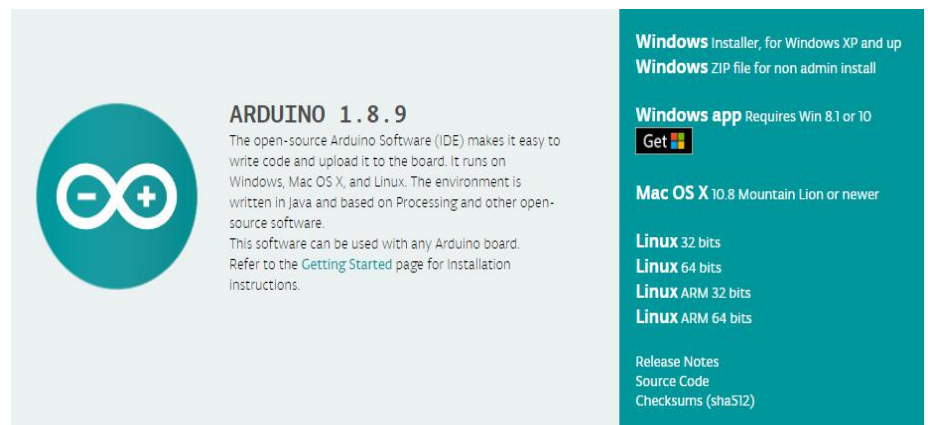 ARDUINO 1.8.9
The open-source Arduino Software (IDE) makes it easy to
write code and upload it to the board. It runs on
Windows, Mac OS X, and Linux. The environment is
written in Java and based on Processing and other open-
source software.
This software can be used with any Arduino board.
Refer to the Getting Started page for Installation
instructions.
Windows Installer, for Windows XP and up
Windows ZIP file for non admin install
Windows app Requires Win 8.1 or 10
Get
Mac OS X 10.8 Mountain Lion or newer
Linux 32 bits
Linux 64 bits
Linux ARM 32 bits
Linux ARM 64 bits
Release Notes
Source Code
Checksums (sha512)